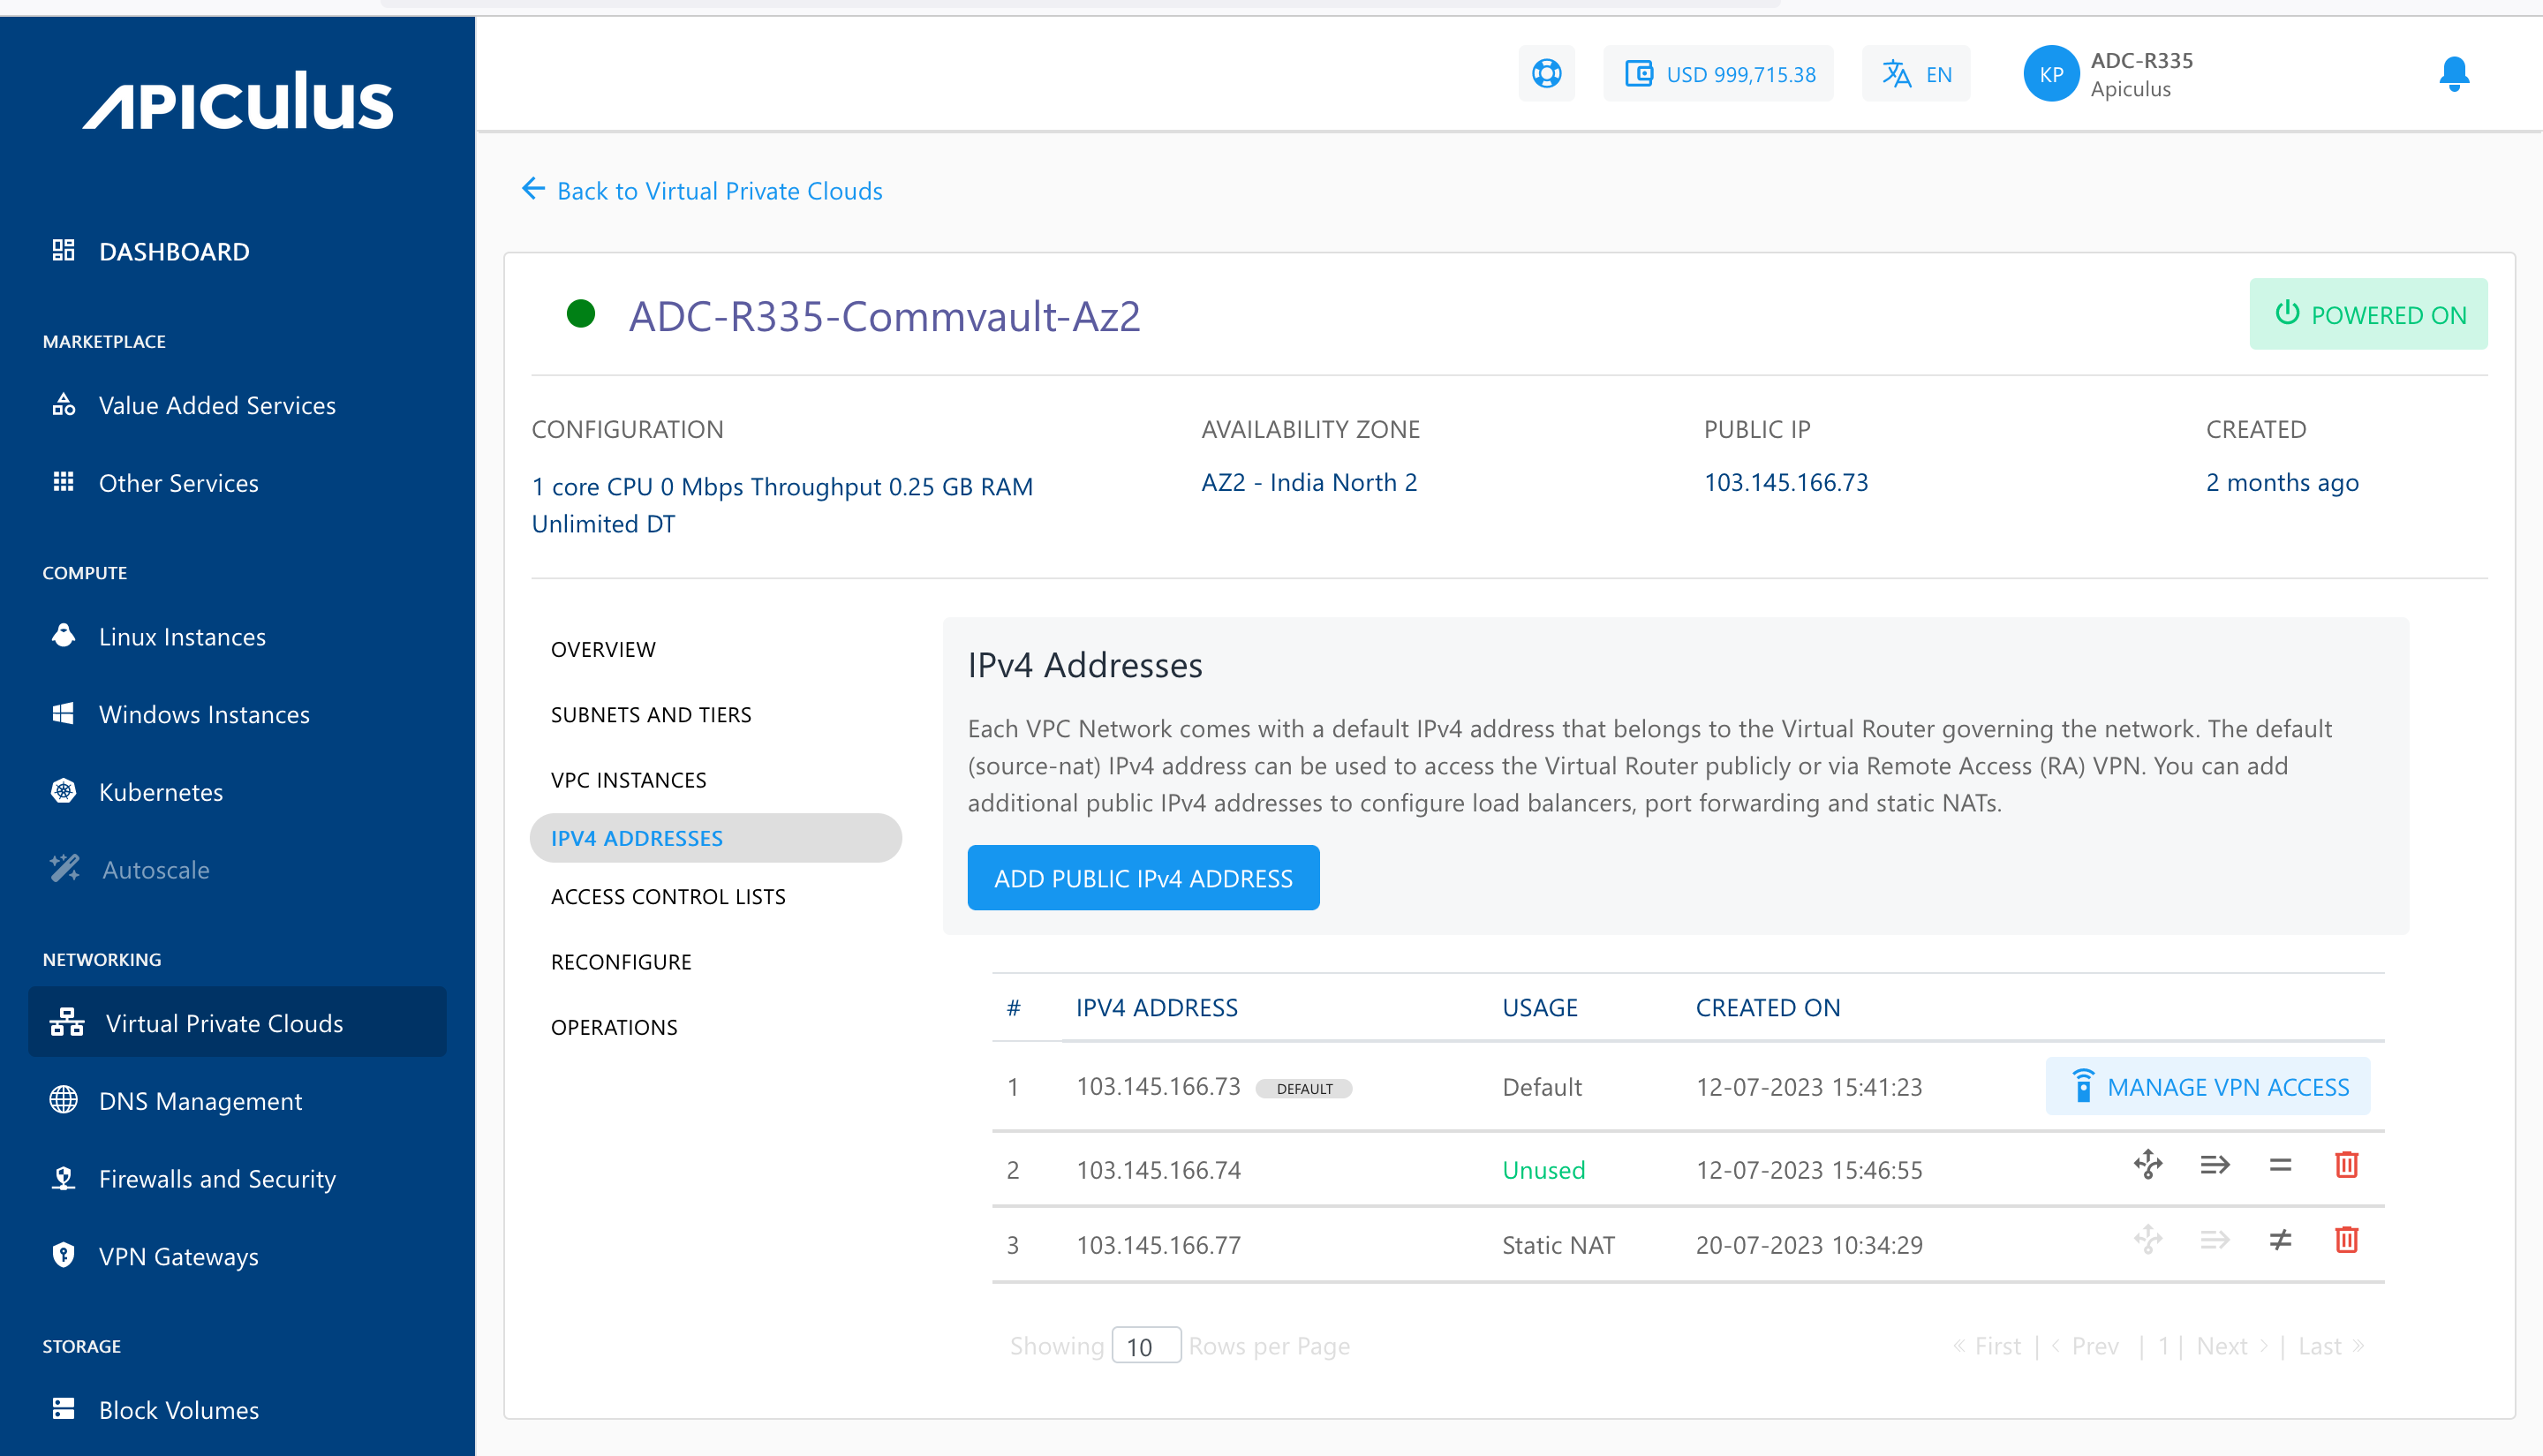 APICULUS
USD 999,715.38
EN
KP
ADC-R335
Apiculus
DASHBOARD
MARKETPLACE
Value Added Services
Other Services
COMPUTE
Linux Instances
Windows Instances
Kubernetes
Autoscale
NETWORKING
Virtual Private Clouds
DNS Management
Firewalls and Security
VPN Gateways
STORAGE
Block Volumes
Back to Virtual Private Clouds
ADC-R335-Commvault-Az2
POWERED ON
CONFIGURATION
1 core CPU 0 Mbps Throughput 0.25 GB RAM
Unlimited DT
AVAILABILITY ZONE
AZ2 - India North 2
PUBLIC IP
103.145.166.73
CREATED
2 months ago
OVERVIEW
SUBNETS AND TIERS
VPC INSTANCES
IPV4 ADDRESSES
ACCESS CONTROL LISTS
RECONFIGURE
OPERATIONS
IPv4 Addresses
Each VPC Network comes with a default IPv4 address that belongs to the Virtual Router governing the network. The default
(source-nat) IPv4 address can be used to access the Virtual Router publicly or via Remote Access (RA) VPN. You can add
additional public IPv4 addresses to configure load balancers, port forwarding and static NATs.
ADD PUBLIC IPv4 ADDRESS
# IPV4 ADDRESS USAGE CREATED ON
1 103.145.166.73 DEFAULT Default 12-07-2023 15:41:23 MANAGE VPN ACCESS
2 103.145.166.74 Unused 12-07-2023 15:46:55
3 103.145.166.77 Static NAT 20-07-2023 10:34:29
Showing 10 Rows per Page
« First | ‹ Prev | 1 | Next › | Last »